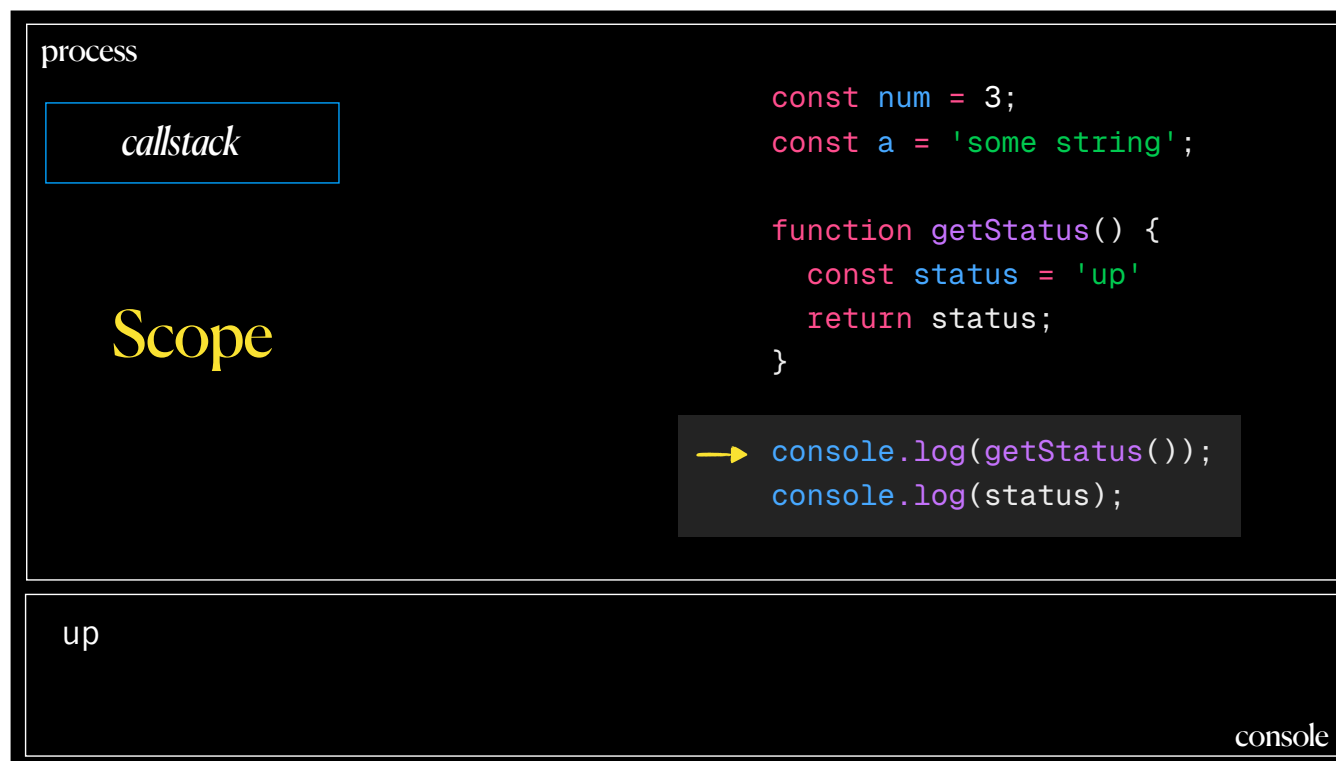 process
callstack
Scope
const num = 3;
const a = 'some string';
function getStatus() {
  const status = 'up'
  return status;
}
console.log(getStatus());
console.log(status);
up
console